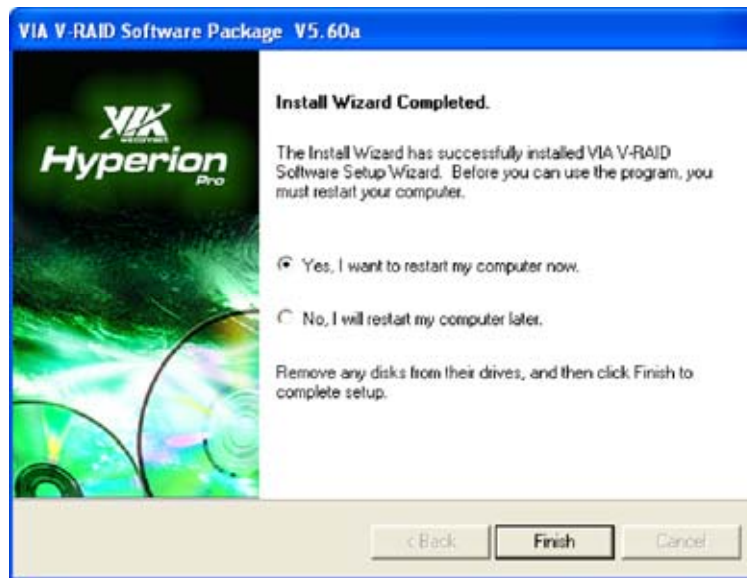 VIA V-RAID Software Package V5.60a
VIA
Hyperion
Pro
Install Wizard Completed.
The Install Wizard has successfully installed VIA V-RAID
Software Setup Wizard. Before you can use the program, you
must restart your computer.
Yes, I want to restart my computer now.
No, I will restart my computer later.
Remove any disks from their drives, and then click Finish to
complete setup.
< Back
Finish
Cancel